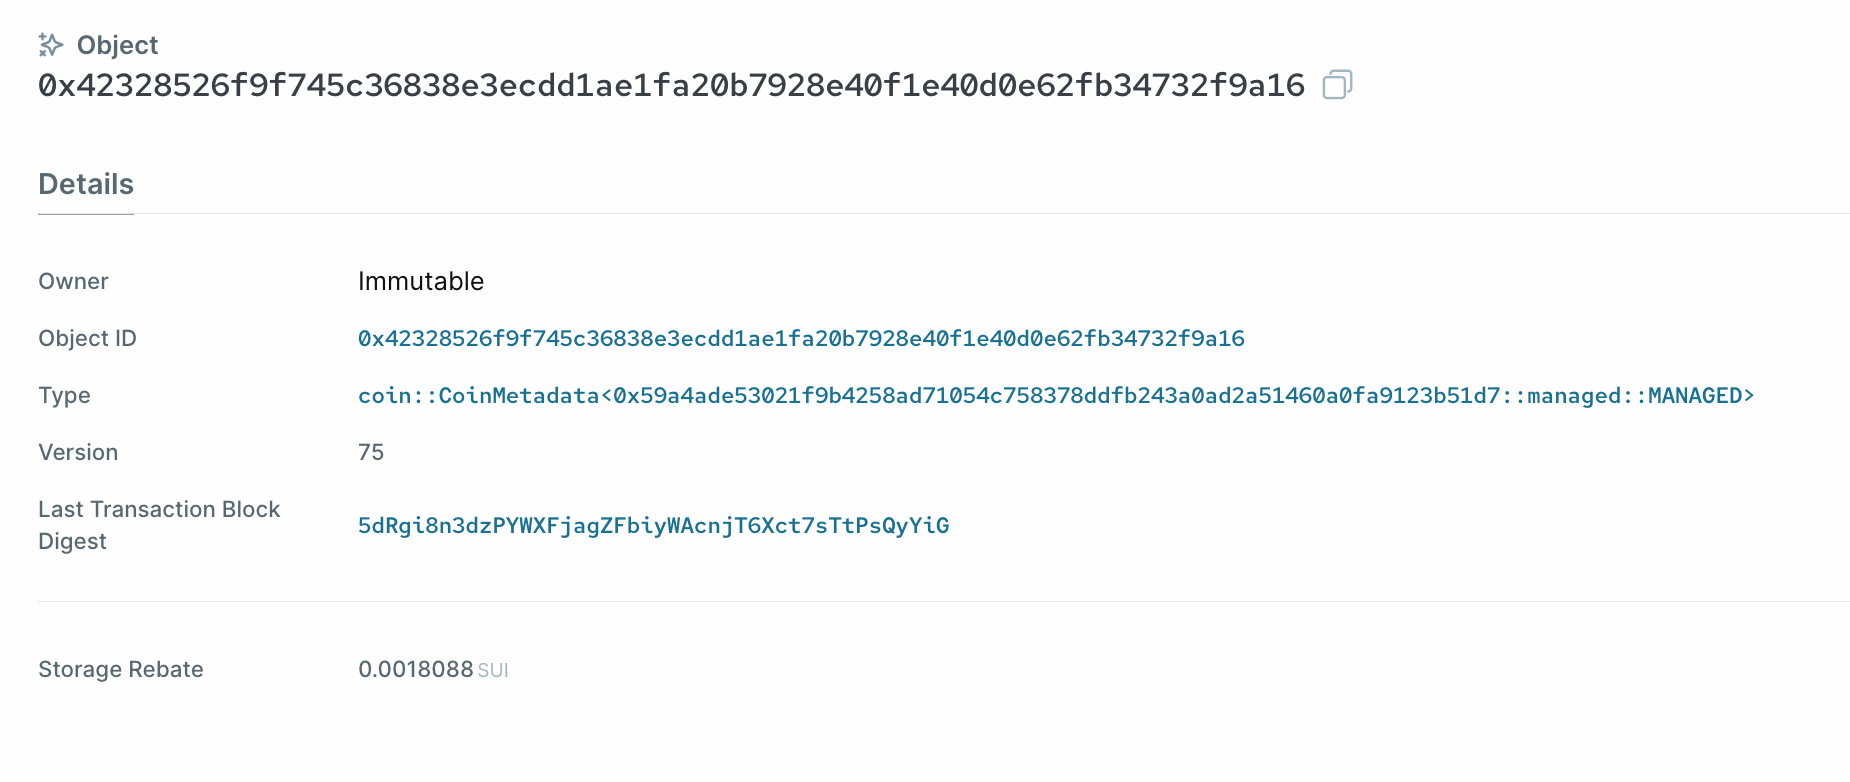 Object
0x42328526f9f745c36838e3ecdd1ae1fa20b7928e40f1e40d0e62fb34732f9a16
Details
Owner Immutable
Object ID 0x42328526f9f745c36838e3ecdd1ae1fa20b7928e40f1e40d0e62fb34732f9a16
Type coin::CoinMetadata<0x59a4ade53021f9b4258ad71054c758378ddfb243a0ad2a51460a0fa9123b51d7::managed::MANAGED>
Version 75
Last Transaction Block
Digest 5dRgi8n3dzPYWXFjagZFbiyWAcnjT6Xct7sTtPsQyYiG
Storage Rebate 0.0018088 SUI